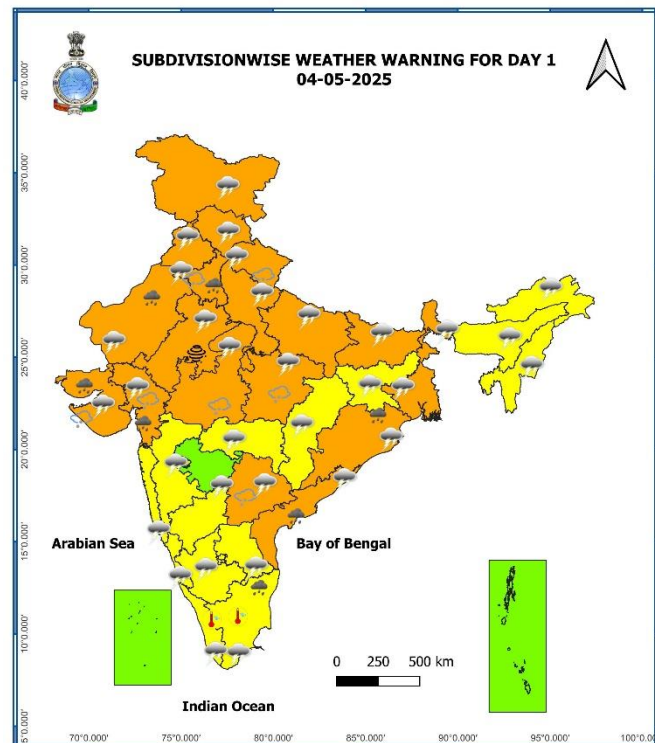 SUBDIVISIONWISE WEATHER WARNING FOR DAY 1
04-05-2025
40°0.000'
35°0.000'
30°0.000'
25°0.000'
20°0.000'
15°0.000'
10°0.000'
5°0.000'
Arabian Sea
Bay of Bengal
0 250 500 km
Indian Ocean
70°0.000' 75°0.000' 80°0.000' 85°0.000' 90°0.000' 95°0.000' 100°0.0